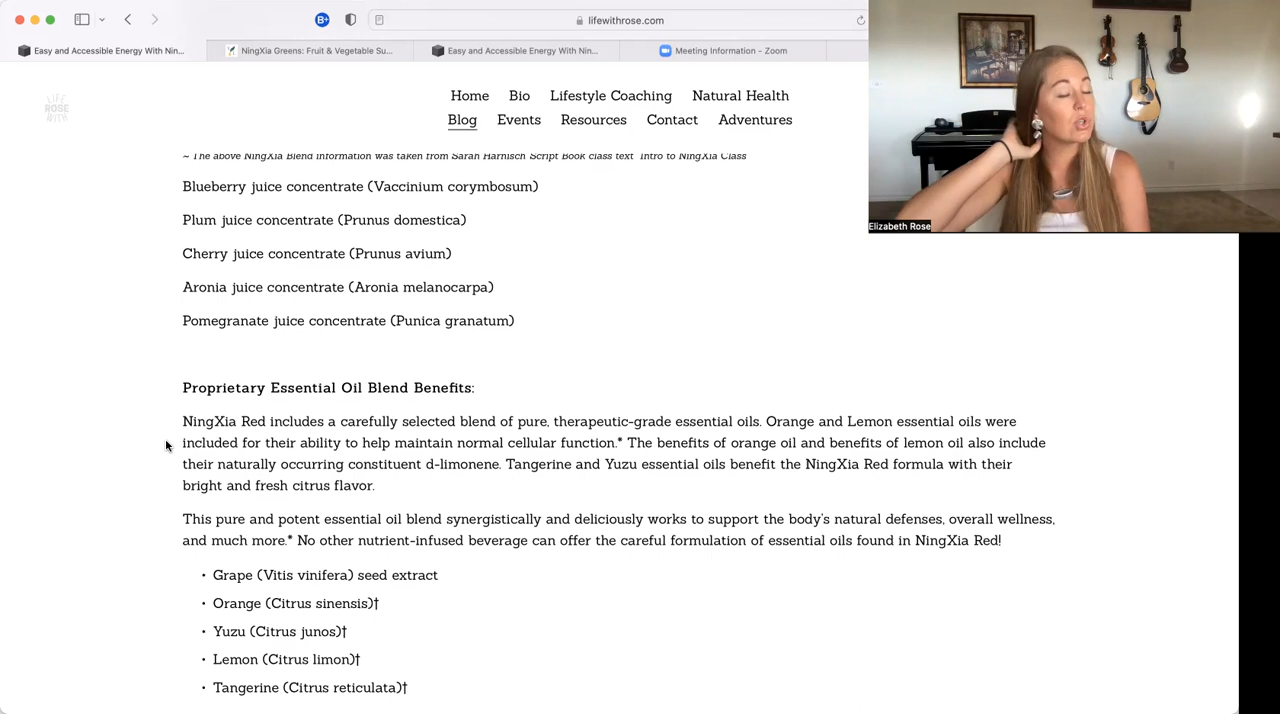 lifewithrose.com
Easy and Accessible Energy With Nin...
NingXia Greens: Fruit & Vegetable Su...
Easy and Accessible Energy With Nin...
Meeting Information - Zoom
LIFE
ROSE
WITH
Home Bio Lifestyle Coaching Natural Health
Blog Events Resources Contact Adventures
Elizabeth Rose
~ The above NingXia Blend information was taken from Sarah Harnisch Script Book class text Intro to NingXia Class
Blueberry juice concentrate (Vaccinium corymbosum)
Plum juice concentrate (Prunus domestica)
Cherry juice concentrate (Prunus avium)
Aronia juice concentrate (Aronia melanocarpa)
Pomegranate juice concentrate (Punica granatum)
Proprietary Essential Oil Blend Benefits:
NingXia Red includes a carefully selected blend of pure, therapeutic-grade essential oils. Orange and Lemon essential oils were
included for their ability to help maintain normal cellular function.* The benefits of orange oil and benefits of lemon oil also include
their naturally occurring constituent d-limonene. Tangerine and Yuzu essential oils benefit the NingXia Red formula with their
bright and fresh citrus flavor.
This pure and potent essential oil blend synergistically and deliciously works to support the body's natural defenses, overall wellness,
and much more.* No other nutrient-infused beverage can offer the careful formulation of essential oils found in NingXia Red!
• Grape (Vitis vinifera) seed extract
• Orange (Citrus sinensis)†
• Yuzu (Citrus junos)†
• Lemon (Citrus limon)†
• Tangerine (Citrus reticulata)†